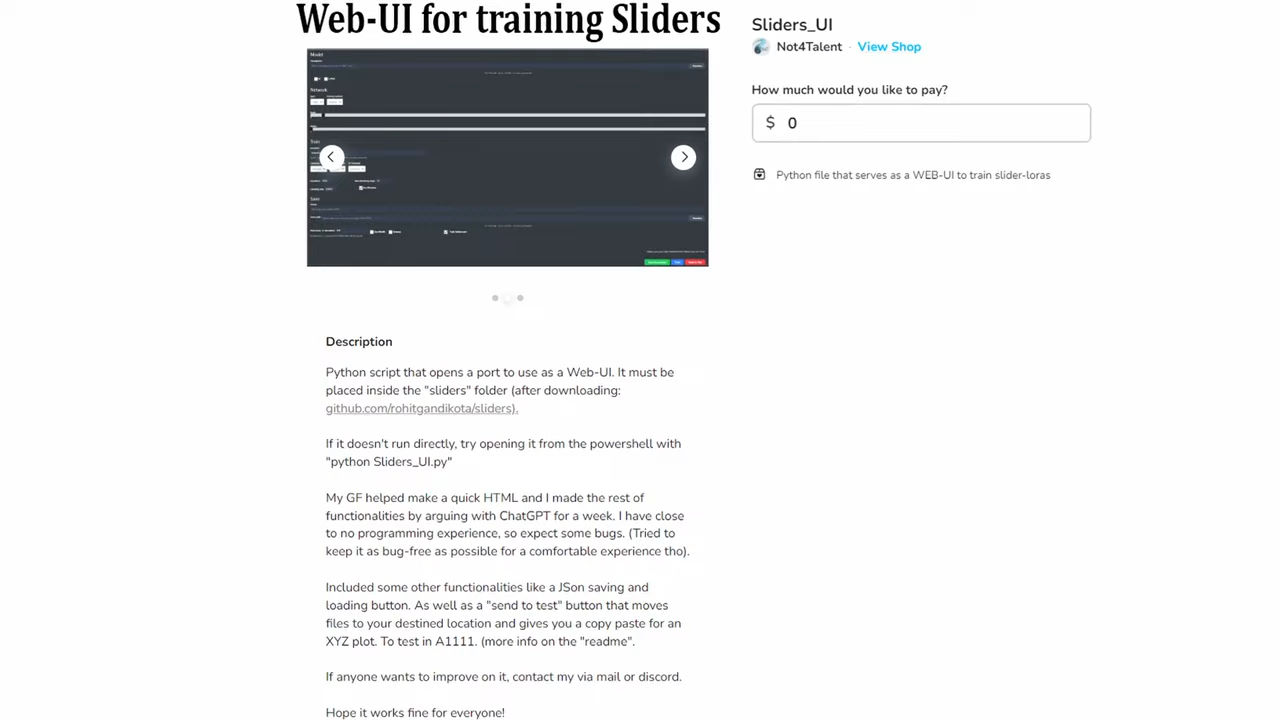 Web-UI for training Sliders
Sliders_UI
Not4Talent · View Shop
How much would you like to pay?
$ 0
Python file that serves as a WEB-UI to train slider-loras
Model
Network
Train
Save
Description
Python script that opens a port to use as a Web-UI. It must be
placed inside the "sliders" folder (after downloading:
github.com/rohitgandikota/sliders).
If it doesn't run directly, try opening it from the powershell with
"python Sliders_UI.py"
My GF helped make a quick HTML and I made the rest of
functionalities by arguing with ChatGPT for a week. I have close
to no programming experience, so expect some bugs. (Tried to
keep it as bug-free as possible for a comfortable experience tho).
Included some other functionalities like a JSon saving and
loading button. As well as a "send to test" button that moves
files to your destined location and gives you a copy paste for an
XYZ plot. To test in A1111. (more info on the "readme".
If anyone wants to improve on it, contact my via mail or discord.
Hope it works fine for everyone!